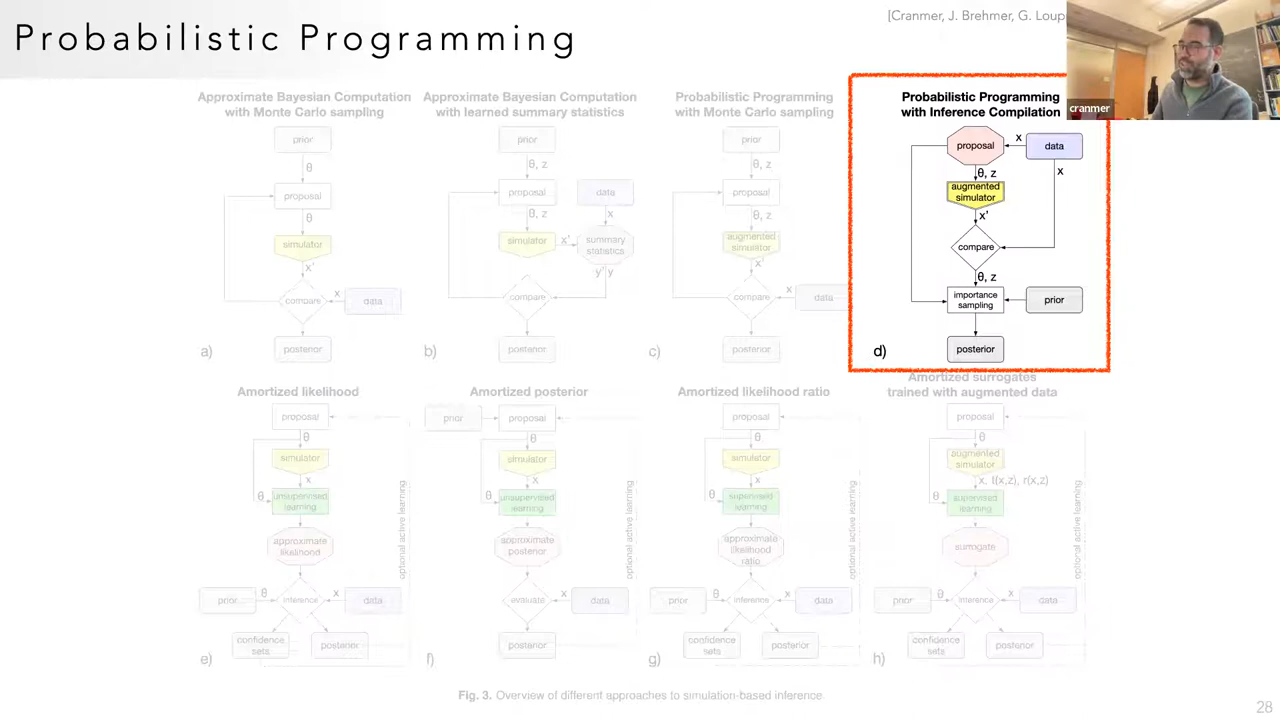 Probabilistic Programming
[Cranmer, J. Brehmer, G. Loup
cranmer
Approximate Bayesian Computation
with Monte Carlo sampling
prior
θ
proposal
θ
simulator
x'
compare
x
data
posterior
a)
Approximate Bayesian Computation
with learned summary statistics
prior
θ, z
proposal
data
θ, z
x
simulator
x'
summary
statistics
y' y
compare
posterior
b)
Probabilistic Programming
with Monte Carlo sampling
prior
θ, z
proposal
θ, z
augmented
simulator
x'
compare
x
data
posterior
c)
Probabilistic Programming
with Inference Compilation
proposal
x
data
θ, z
x
augmented
simulator
x'
compare
θ, z
importance
sampling
prior
posterior
d)
Amortized likelihood
proposal
θ
simulator
x
θ
unsupervised
learning
approximate
likelihood
optional active learning
prior
θ
inference
x
data
confidence
sets
posterior
e)
Amortized posterior
prior
proposal
θ
simulator
x
θ
unsupervised
learning
approximate
posterior
optional active learning
evaluate
x
data
posterior
f)
Amortized likelihood ratio
proposal
θ
simulator
x
θ
supervised
learning
approximate
likelihood
ratio
optional active learning
prior
θ
inference
x
data
confidence
sets
posterior
g)
Amortized surrogates
trained with augmented data
proposal
θ
augmented
simulator
x, t(x,z), r(x,z)
θ
supervised
learning
surrogate
optional active learning
prior
θ
inference
x
data
confidence
sets
posterior
h)
Fig. 3. Overview of different approaches to simulation-based inference
28